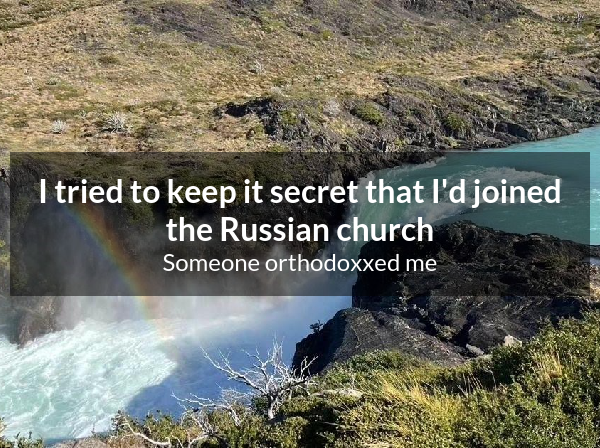 I tried to keep it secret that I'd joined
the Russian church
Someone orthodoxxed me